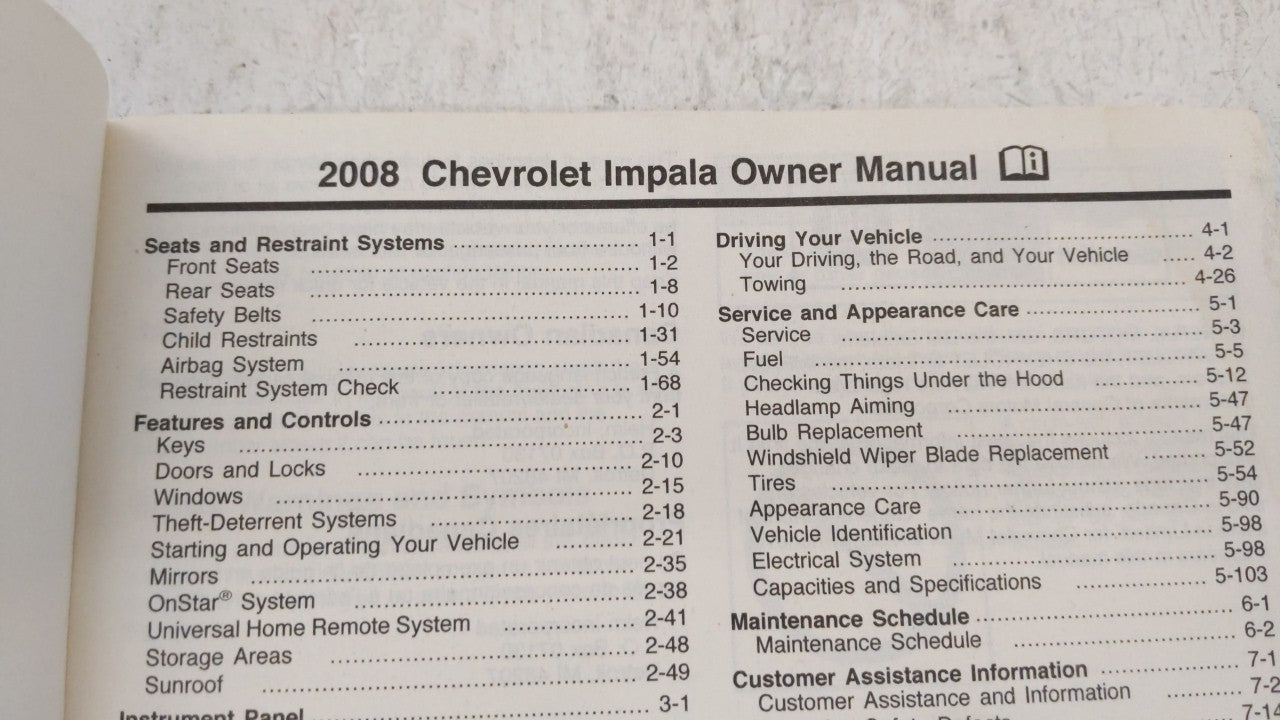 2008 Chevrolet Impala Owner Manual
Seats and Restraint Systems ........................... 1-1
Front Seats ............................................... 1-2
Rear Seats ............................................... 1-8
Safety Belts ............................................. 1-10
Child Restraints ....................................... 1-31
Airbag System ......................................... 1-54
Restraint System Check ............................ 1-68
Features and Controls ..................................... 2-1
Keys ........................................................ 2-3
Doors and Locks ...................................... 2-10
Windows ................................................. 2-15
Theft-Deterrent Systems ............................ 2-18
Starting and Operating Your Vehicle ........... 2-21
Mirrors .................................................... 2-35
OnStar® System ...................................... 2-38
Universal Home Remote System ................ 2-41
Storage Areas ......................................... 2-48
Sunroof ................................................... 2-49
Instrument Panel ............................................. 3-1
Driving Your Vehicle ....................................... 4-1
Your Driving, the Road, and Your Vehicle ..... 4-2
Towing ................................................... 4-26
Service and Appearance Care .......................... 5-1
Service ..................................................... 5-3
Fuel ......................................................... 5-5
Checking Things Under the Hood ............... 5-12
Headlamp Aiming ..................................... 5-47
Bulb Replacement .................................... 5-47
Windshield Wiper Blade Replacement ......... 5-52
Tires ...................................................... 5-54
Appearance Care ..................................... 5-90
Vehicle Identification ................................ 5-98
Electrical System ..................................... 5-98
Capacities and Specifications .................... 5-103
Maintenance Schedule ..................................... 6-1
Maintenance Schedule ................................ 6-2
Customer Assistance Information ..................... 7-1
Customer Assistance and Information ........... 7-2
Safety Defects ............ 7-14